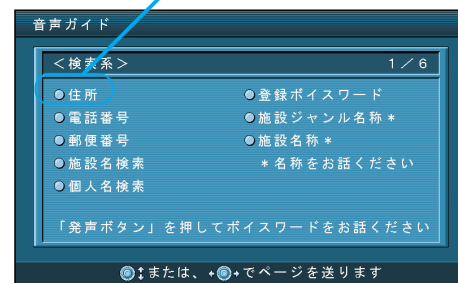 音声ガイド
＜検索系＞ 1／6
住所 登録ボイスワード
電話番号 施設ジャンル名称＊
郵便番号 施設名称＊
施設名検索 ＊名称をお話ください
個人名検索
「発声ボタン」を押してボイスワードをお話ください
または、でページを送ります